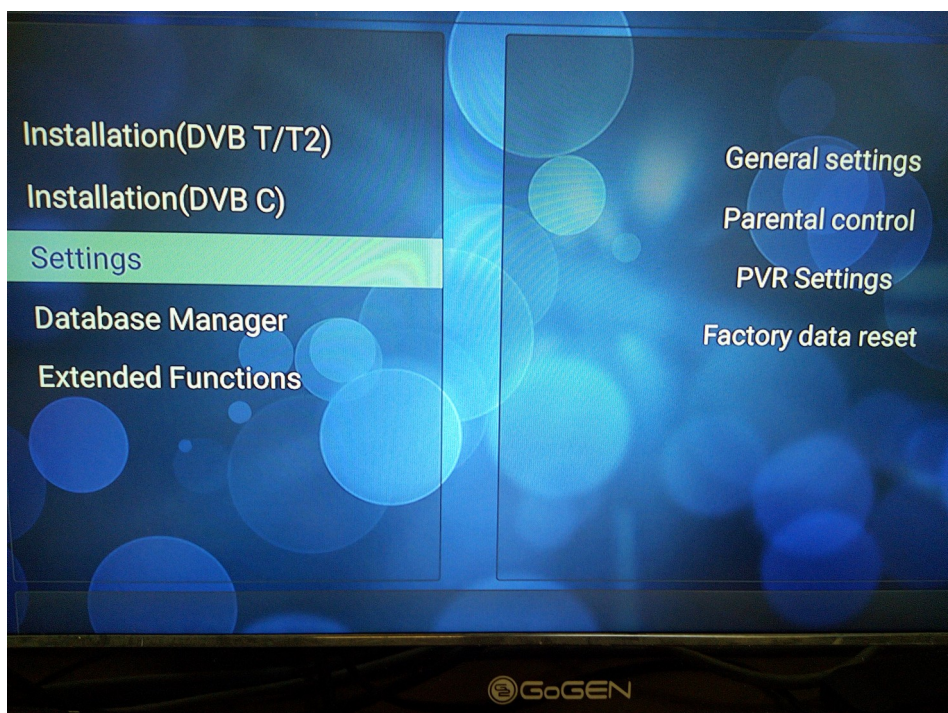 Installation(DVB T/T2)
Installation(DVB C)
Settings
Database Manager
Extended Functions
General settings
Parental control
PVR Settings
Factory data reset
GoGEN